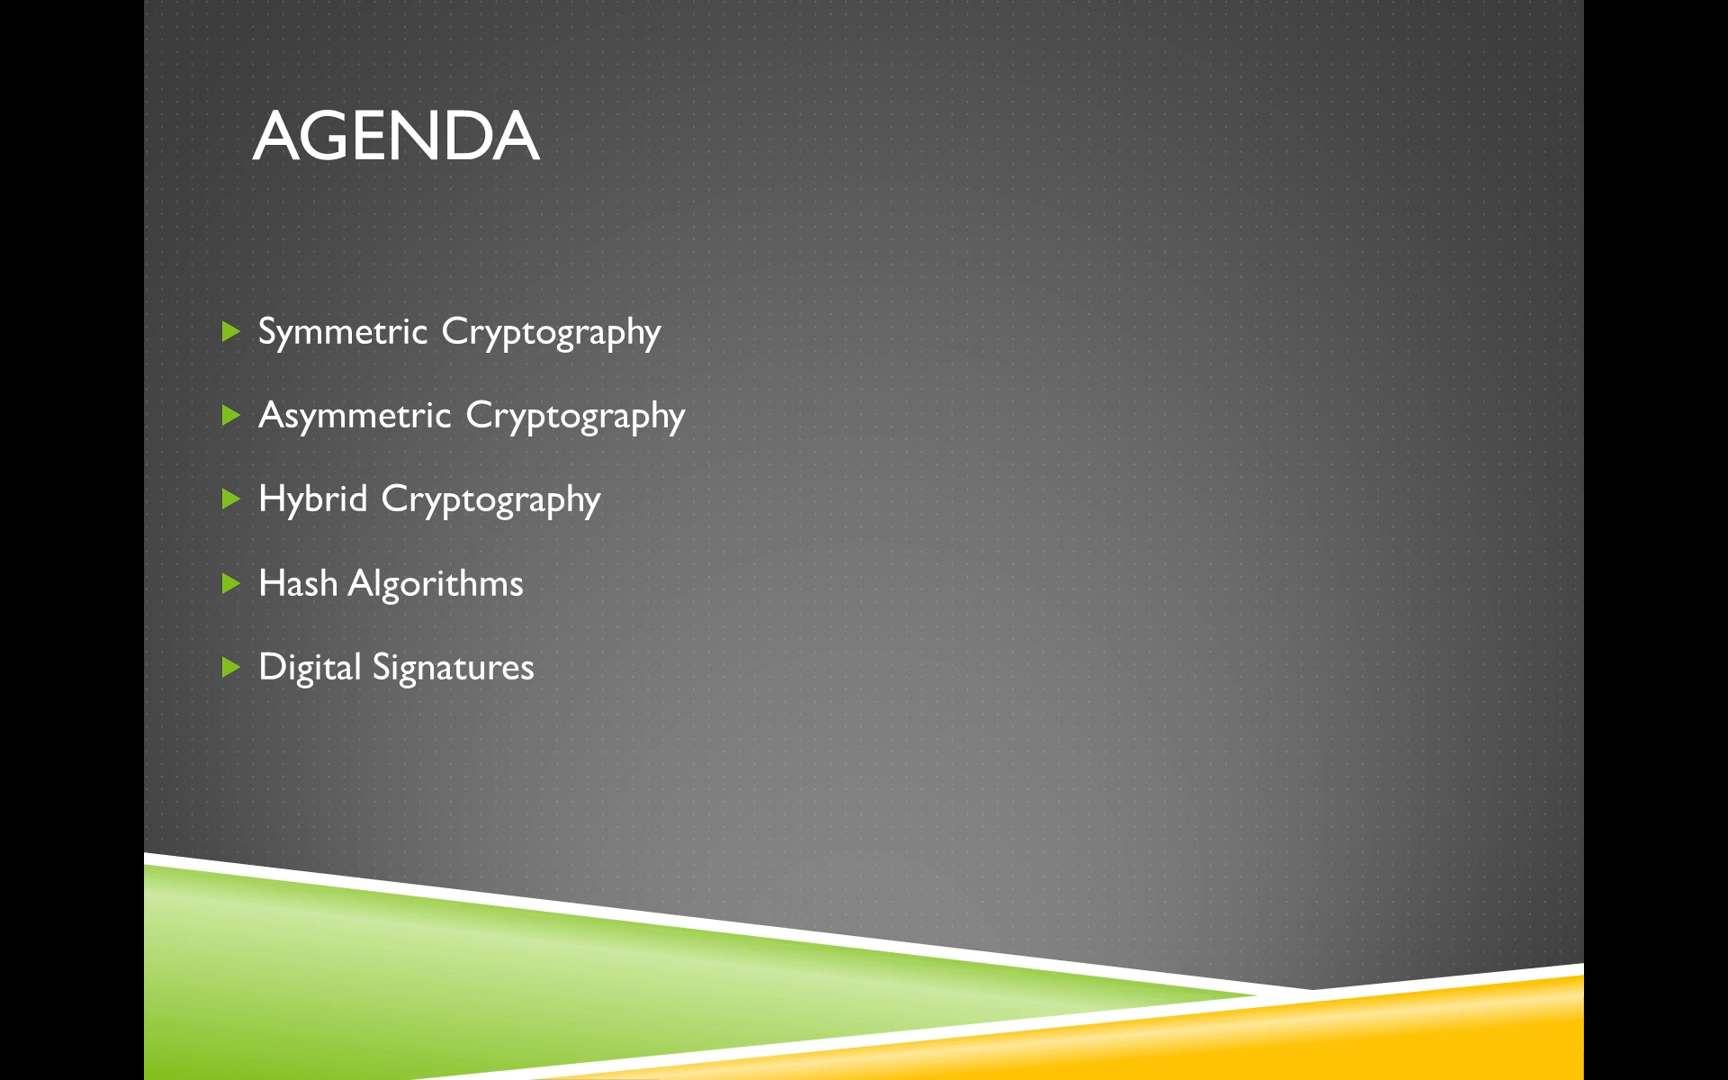 AGENDA
Symmetric Cryptography
Asymmetric Cryptography
Hybrid Cryptography
Hash Algorithms
Digital Signatures